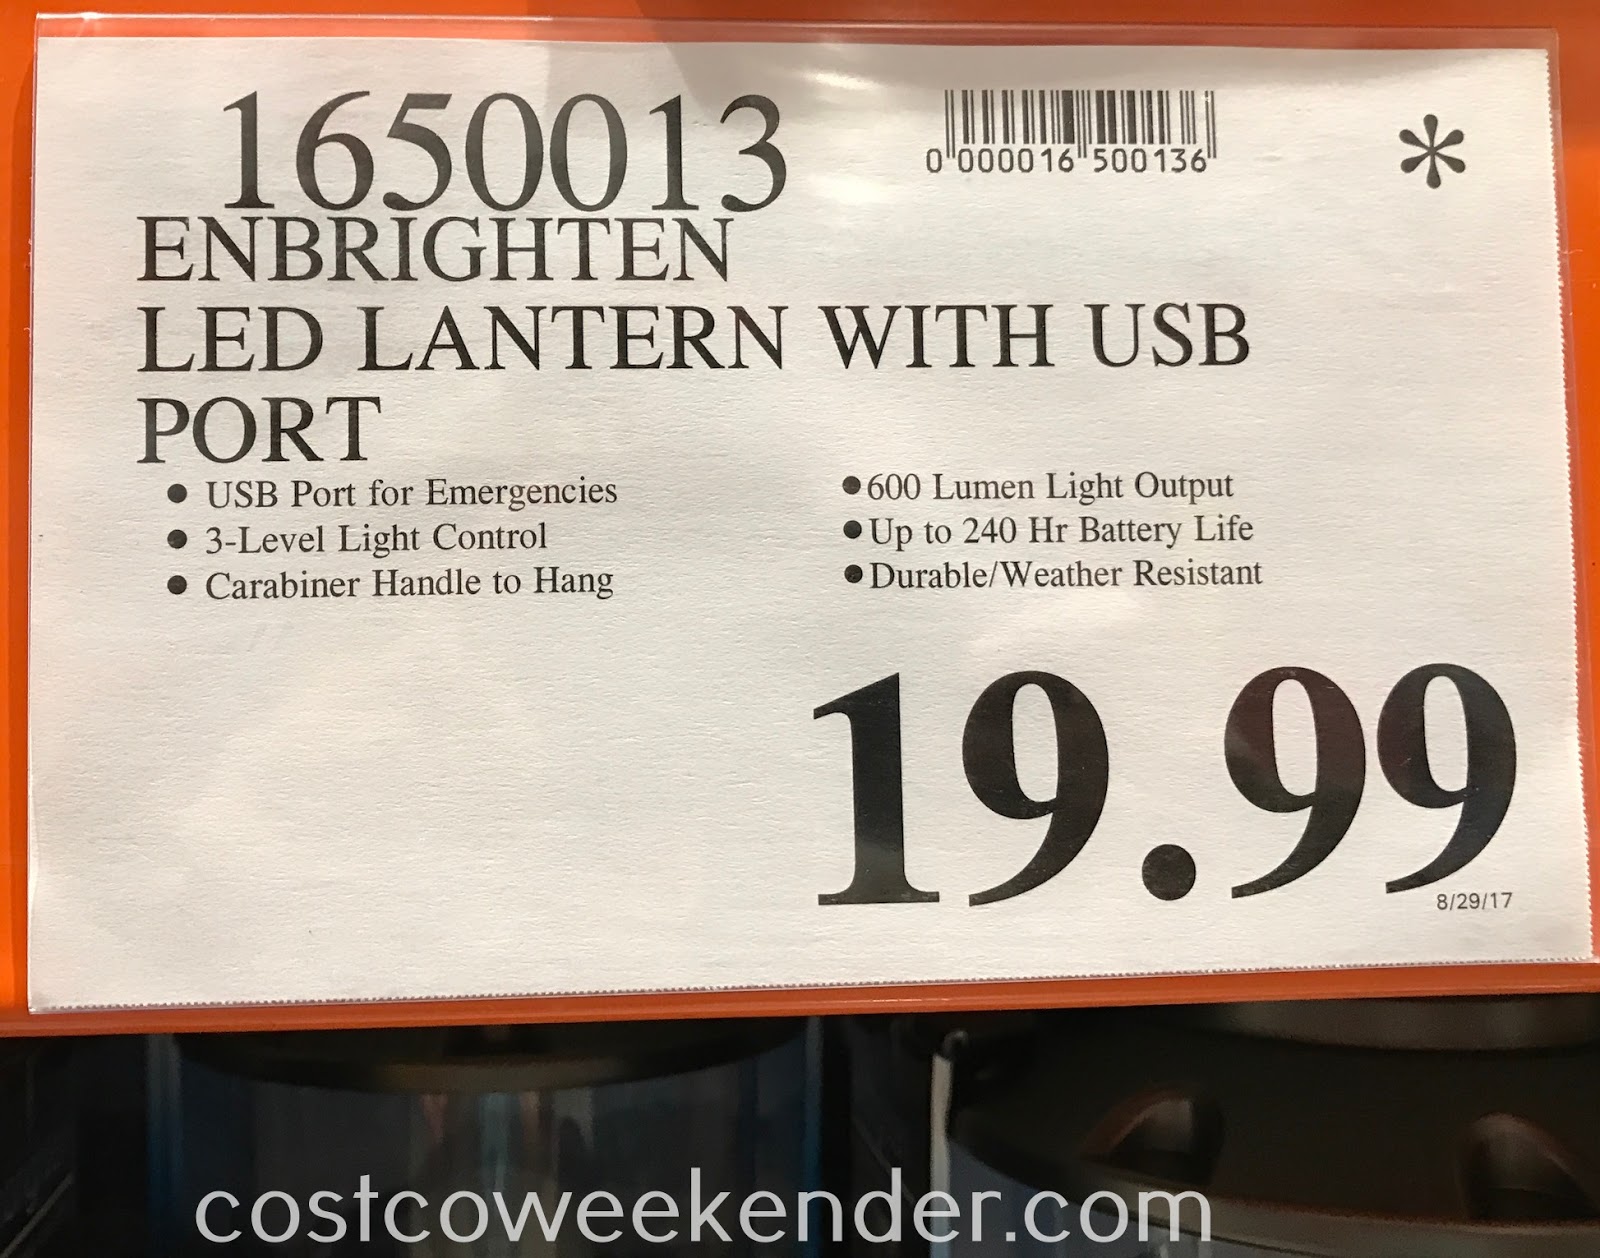 1650013
0 000016 500136
*
ENBRIGHTEN
LED LANTERN WITH USB
PORT
● USB Port for Emergencies
● 3-Level Light Control
● Carabiner Handle to Hang
●600 Lumen Light Output
●Up to 240 Hr Battery Life
●Durable/Weather Resistant
19.99
8/29/17
costcoweekender.com